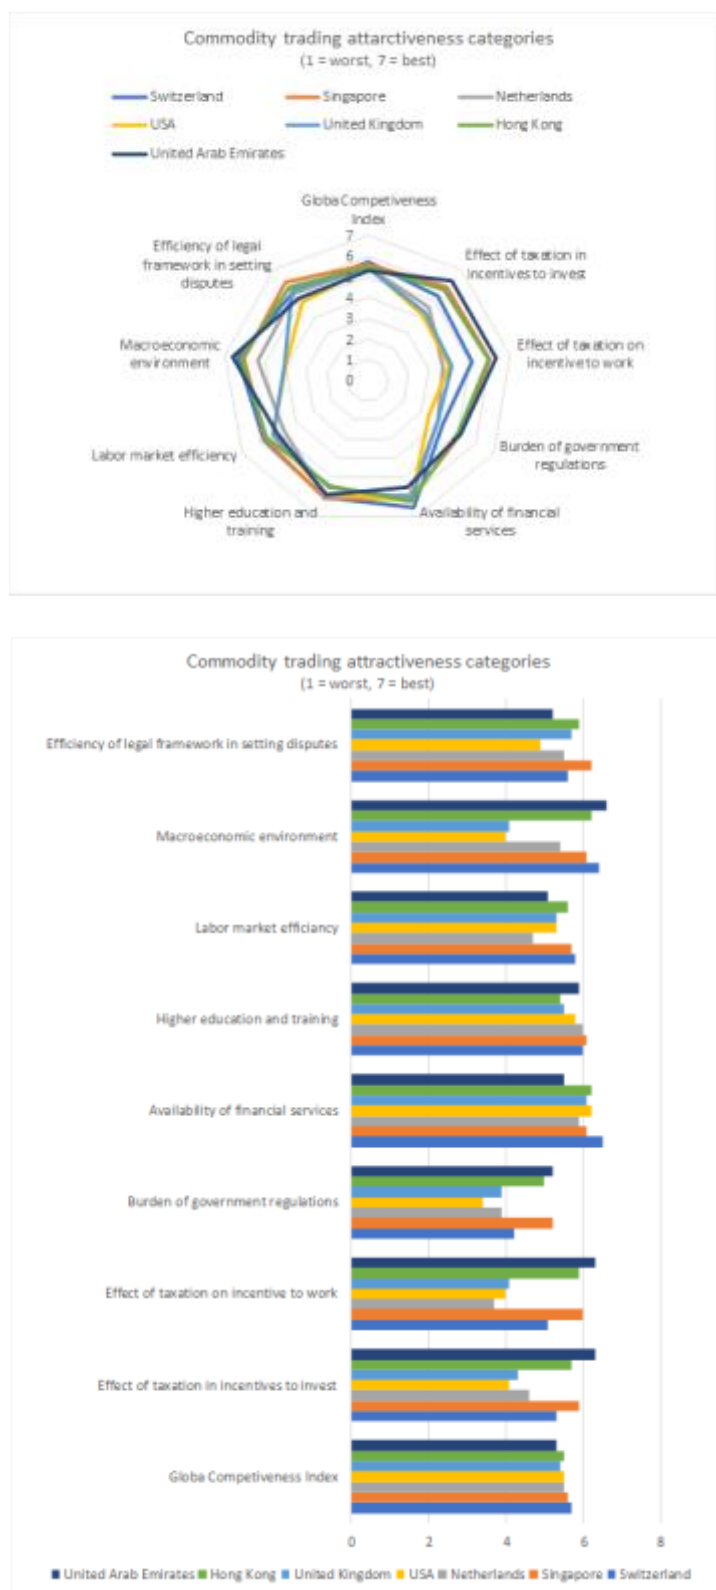 Commodity trading attarctiveness categories
(1 = worst, 7 = best)
Switzerland
Singapore
Netherlands
USA
United Kingdom
Hong Kong
United Arab Emirates
Globa Competiveness
Index
Efficiency of legal
framework in setting
disputes
Effect of taxation in
incentives to invest
7
6
5
4
3
2
1
0
Macroeconomic
environment
Effect of taxation on
incentive to work
Labor market efficiency
Burden of government
regulations
Higher education and
training
Availability of financial
services
Commodity trading attractiveness categories
(1 = worst, 7 = best)
Efficiency of legal framework in setting disputes
Macroeconomic environment
Labor market efficiancy
Higher education and training
Availability of financial services
Burden of government regulations
Effect of taxation on incentive to work
Effect of taxation in incentives to invest
Globa Competiveness Index
0 2 4 6 8
United Arab Emirates Hong Kong United Kingdom USA Netherlands Singapore Switzerland